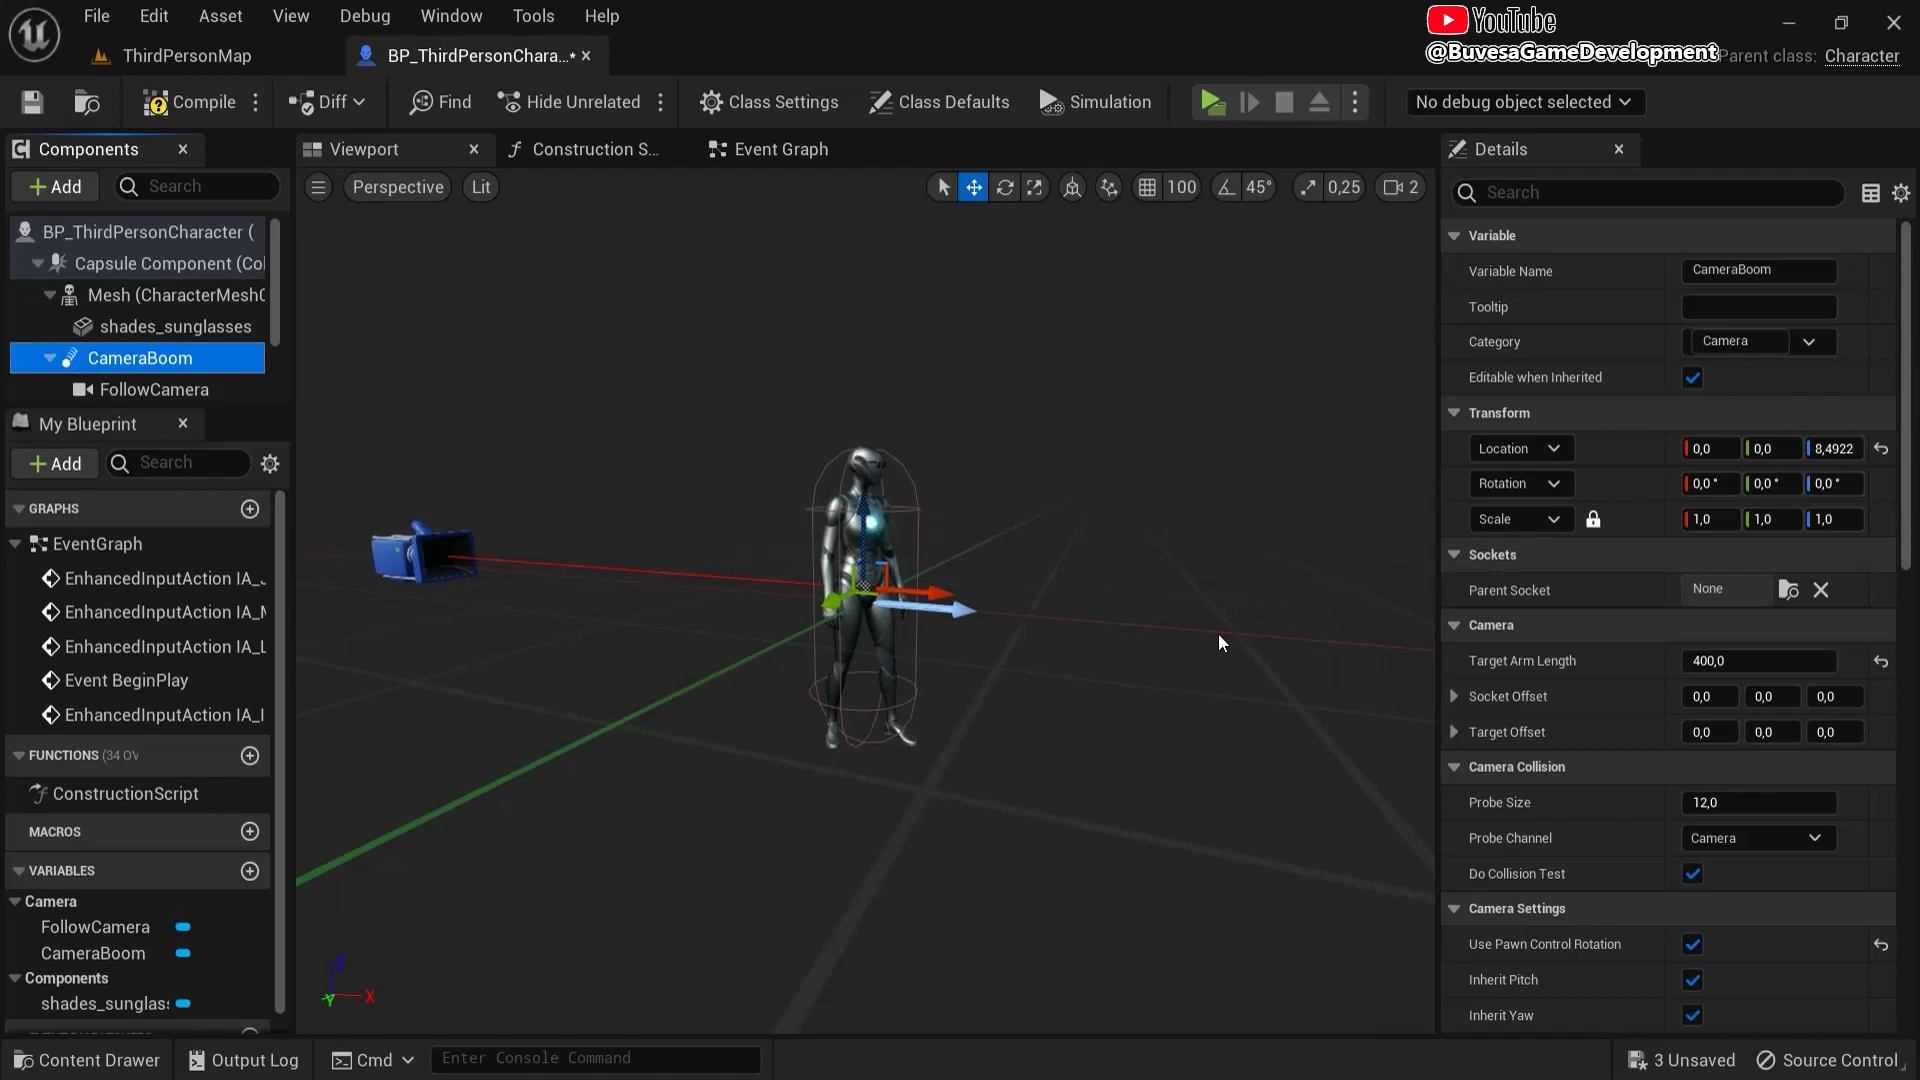 File Edit Asset View Debug Window Tools Help
YouTube
@BuvesaGameDevelopment
ThirdPersonMap
BP_ThirdPersonChara...*
Parent class: Character
Compile
Diff
Find
Hide Unrelated
Class Settings
Class Defaults
Simulation
No debug object selected
Components
Viewport
Construction S...
Event Graph
Details
Add
Search
Perspective
Lit
100
45°
0,25
2
Search
BP_ThirdPersonCharacter (
Capsule Component (Col
Mesh (CharacterMesh0
shades_sunglasses
CameraBoom
FollowCamera
My Blueprint
Add
Search
GRAPHS
EventGraph
EnhancedInputAction IA_
EnhancedInputAction IA_M
EnhancedInputAction IA_L
Event BeginPlay
EnhancedInputAction IA_I
FUNCTIONS (34 OV
ConstructionScript
MACROS
VARIABLES
Camera
FollowCamera
CameraBoom
Components
shades_sunglas
Z
Y X
Variable
Variable Name CameraBoom
Tooltip
Category Camera
Editable when Inherited
Transform
Location 0,0 0,0 8,4922
Rotation 0,0° 0,0° 0,0°
Scale 1,0 1,0 1,0
Sockets
Parent Socket None
Camera
Target Arm Length 400,0
Socket Offset 0,0 0,0 0,0
Target Offset 0,0 0,0 0,0
Camera Collision
Probe Size 12,0
Probe Channel Camera
Do Collision Test
Camera Settings
Use Pawn Control Rotation
Inherit Pitch
Inherit Yaw
Content Drawer
Output Log
Cmd
Enter Console Command
3 Unsaved
Source Control